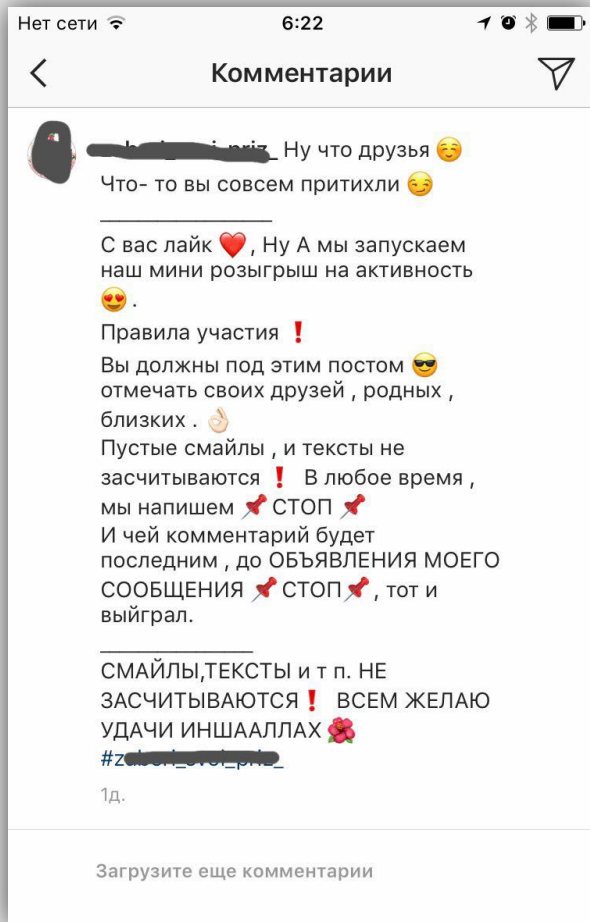 Нет сети 6:22
Комментарии
Ну что друзья ☺️
Что- то вы совсем притихли 😏
_________________
С вас лайк ❤️, Ну А мы запускаем
наш мини розыгрыш на активность
😍 .
Правила участия ❗
Вы должны под этим постом 😎
отмечать своих друзей , родных ,
близких . 👌🏻
Пустые смайлы , и тексты не
засчитываются ❗ В любое время ,
мы напишем 📌 СТОП 📌
И чей комментарий будет
последним , до ОБЪЯВЛЕНИЯ МОЕГО
СООБЩЕНИЯ 📌 СТОП 📌, тот и
выйграл.
_______________
СМАЙЛЫ,ТЕКСТЫ и т п. НЕ
ЗАСЧИТЫВАЮТСЯ❗ ВСЕМ ЖЕЛАЮ
УДАЧИ ИНШААЛЛАХ 🌺
1д.
Загрузите еще комментарии